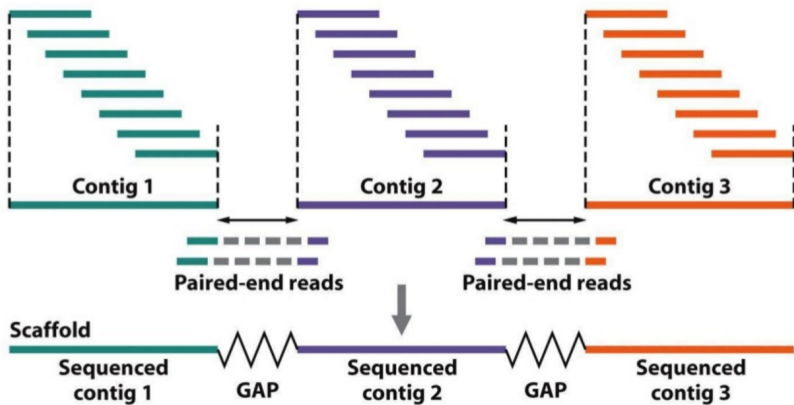 Contig 1
Contig 2
Contig 3
Paired-end reads
Paired-end reads
Scaffold
Sequenced
contig 1
GAP
Sequenced
contig 2
GAP
Sequenced
contig 3